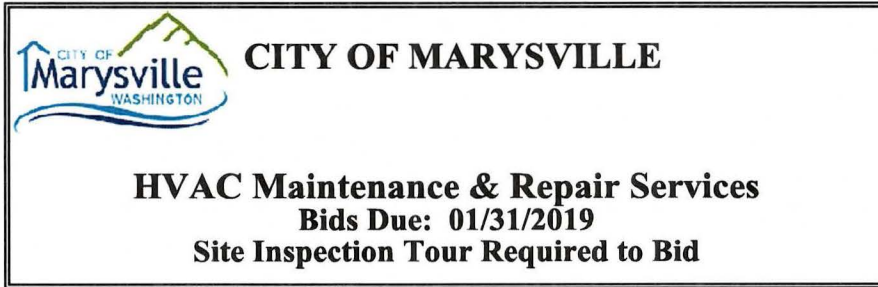 CITY OF
Marysville
WASHINGTON
CITY OF MARYSVILLE
HVAC Maintenance & Repair Services
Bids Due: 01/31/2019
Site Inspection Tour Required to Bid